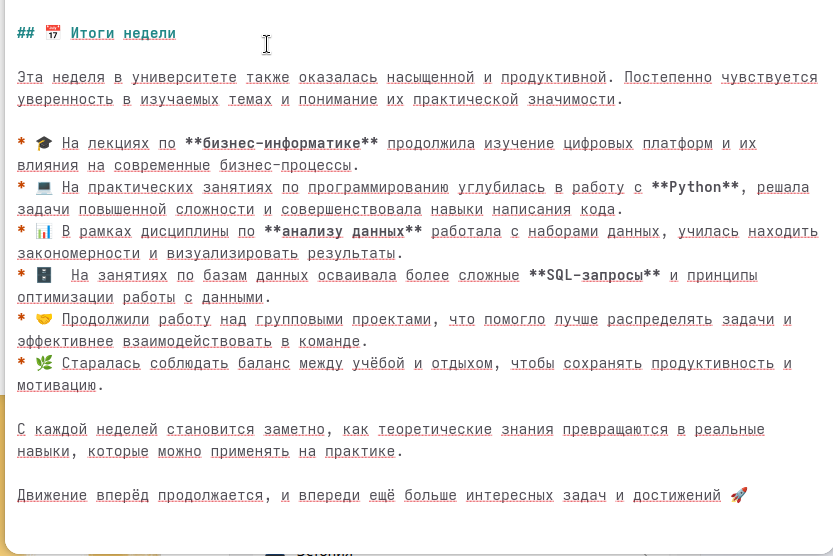 ## 📅 Итоги недели
Эта неделя в университете также оказалась насыщенной и продуктивной. Постепенно чувствуется
уверенность в изучаемых темах и понимание их практической значимости.
* 🎓 На лекциях по **бизнес-информатике** продолжила изучение цифровых платформ и их
влияния на современные бизнес-процессы.
* 💻 На практических занятиях по программированию углубилась в работу с **Python**, решала
задачи повышенной сложности и совершенствовала навыки написания кода.
* 📊 В рамках дисциплины по **анализу данных** работала с наборами данных, училась находить
закономерности и визуализировать результаты.
* 🗄️ На занятиях по базам данных осваивала более сложные **SQL-запросы** и принципы
оптимизации работы с данными.
* 🤝 Продолжили работу над групповыми проектами, что помогло лучше распределять задачи и
эффективнее взаимодействовать в команде.
* 🌿 Старалась соблюдать баланс между учёбой и отдыхом, чтобы сохранять продуктивность и
мотивацию.
С каждой неделей становится заметно, как теоретические знания превращаются в реальные
навыки, которые можно применять на практике.
Движение вперёд продолжается, и впереди ещё больше интересных задач и достижений 🚀